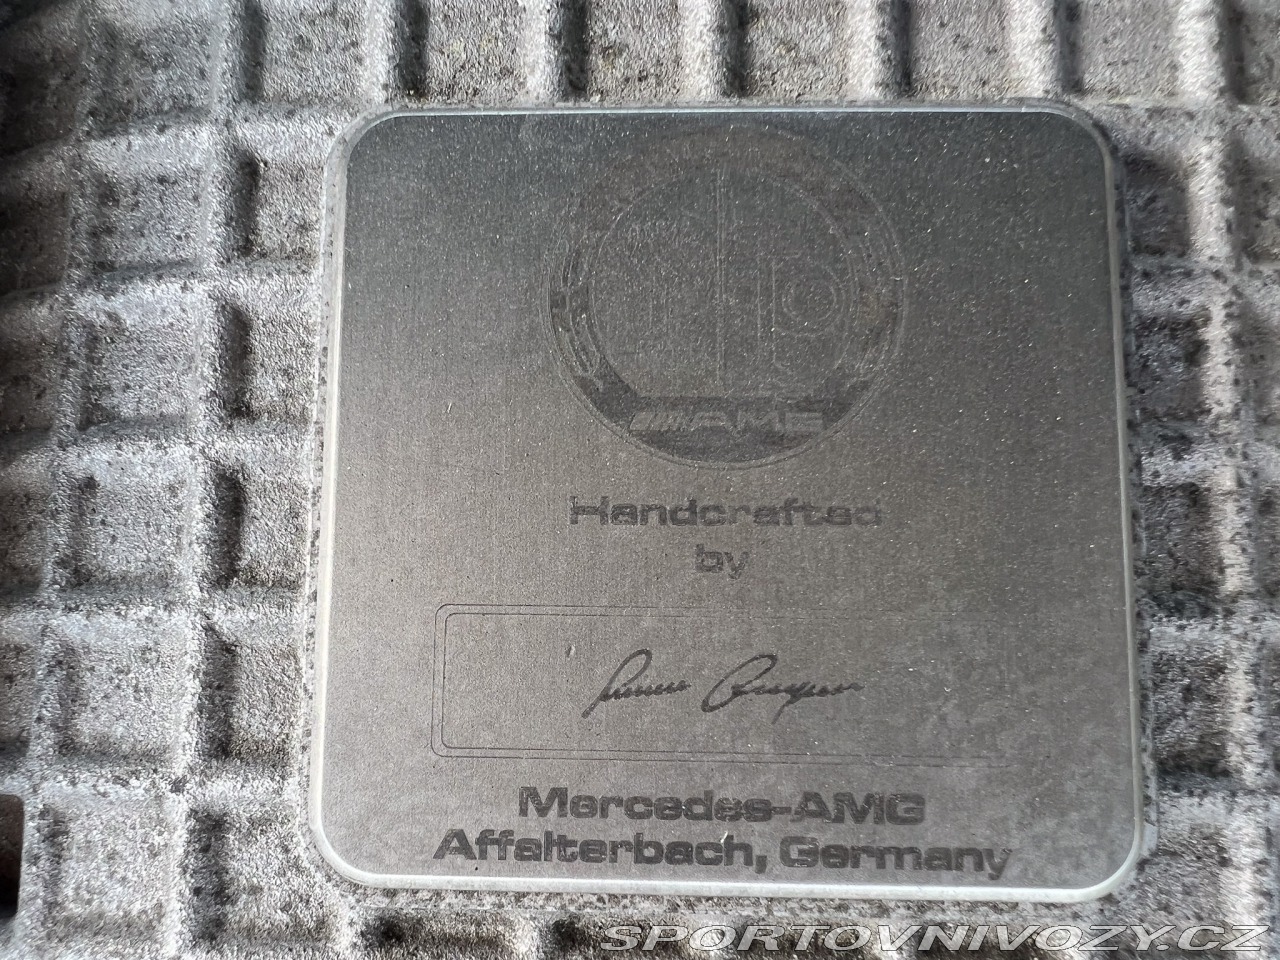 AMG
Handcrafted
by
Mercedes-AMG
Affalterbach, Germany
SPORTOVNIVOZY.CZ